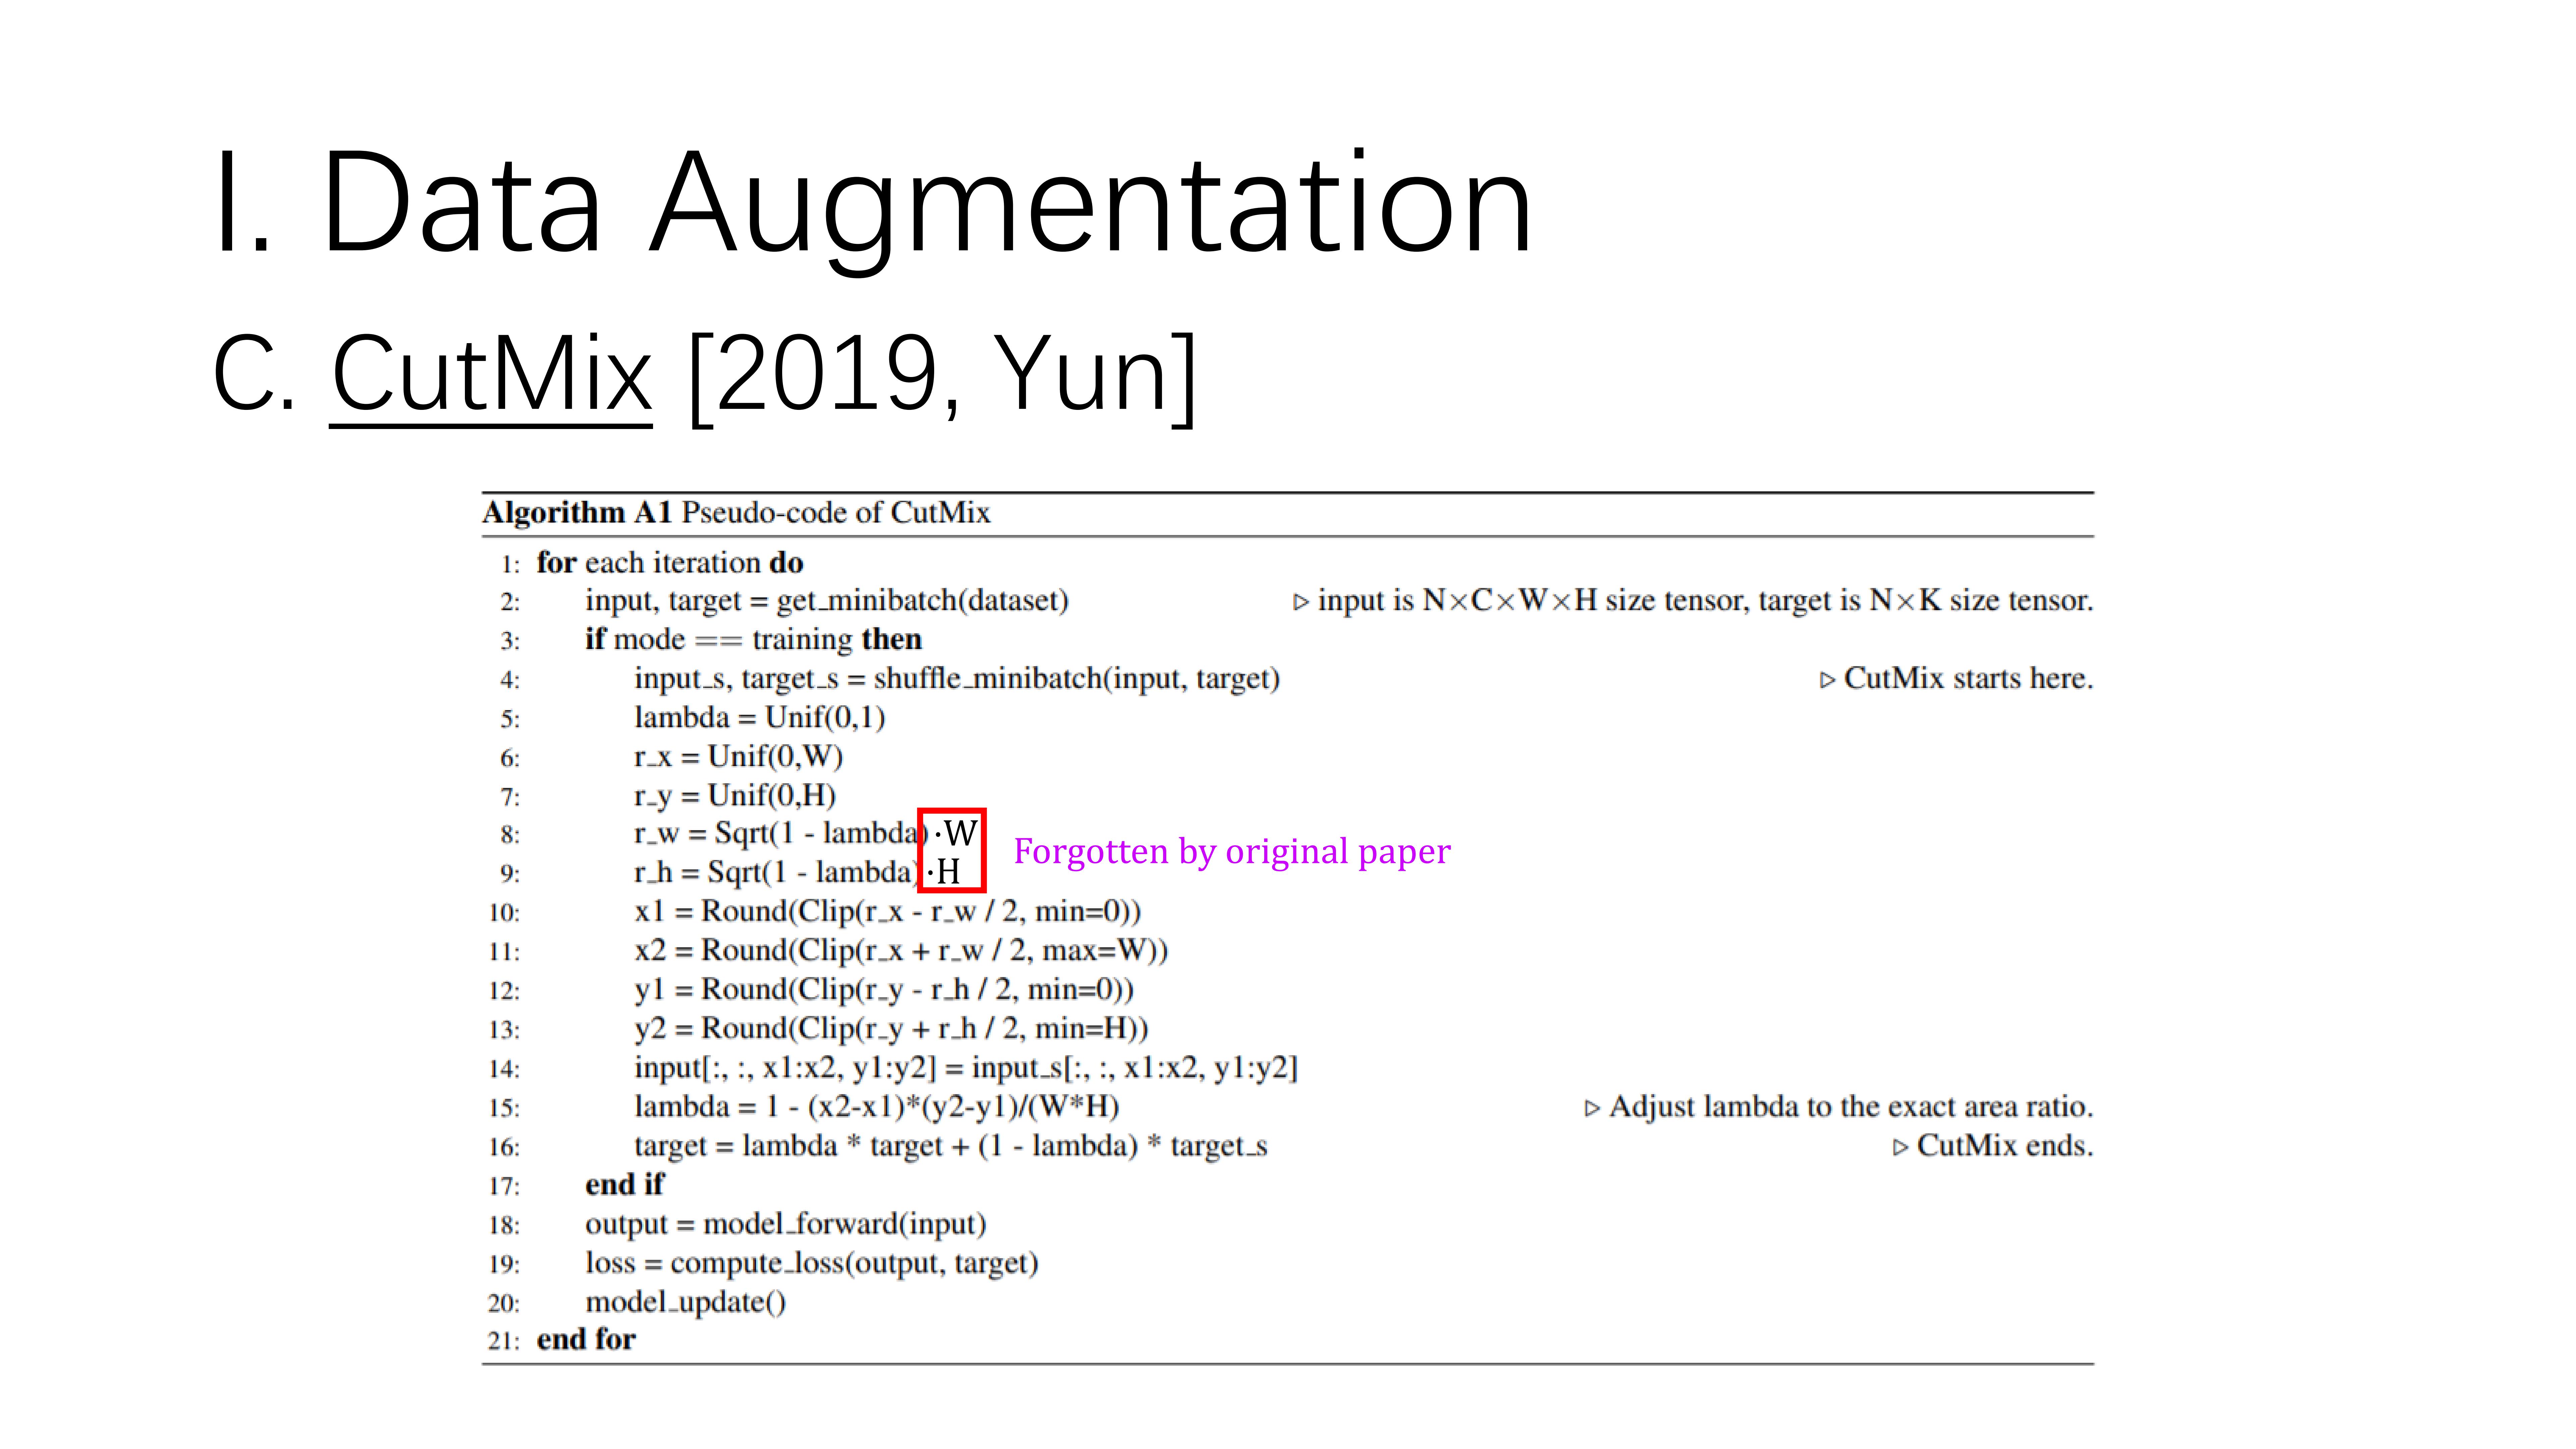 I. Data Augmentation
C. CutMix [2019, Yun]
Algorithm A1 Pseudo-code of CutMix
1: for each iteration do
2: input, target = get_minibatch(dataset) ▷ input is N×C×W×H size tensor, target is N×K size tensor.
3: if mode == training then
4: input_s, target_s = shuffle_minibatch(input, target) ▷ CutMix starts here.
5: lambda = Unif(0,1)
6: r_x = Unif(0,W)
7: r_y = Unif(0,H)
8: r_w = Sqrt(1 - lambda) ·W
Forgotten by original paper
9: r_h = Sqrt(1 - lambda) ·H
10: x1 = Round(Clip(r_x - r_w / 2, min=0))
11: x2 = Round(Clip(r_x + r_w / 2, max=W))
12: y1 = Round(Clip(r_y - r_h / 2, min=0))
13: y2 = Round(Clip(r_y + r_h / 2, min=H))
14: input[:, :, x1:x2, y1:y2] = input_s[:, :, x1:x2, y1:y2]
15: lambda = 1 - (x2-x1)*(y2-y1)/(W*H) ▷ Adjust lambda to the exact area ratio.
16: target = lambda * target + (1 - lambda) * target_s ▷ CutMix ends.
17: end if
18: output = model_forward(input)
19: loss = compute_loss(output, target)
20: model_update()
21: end for